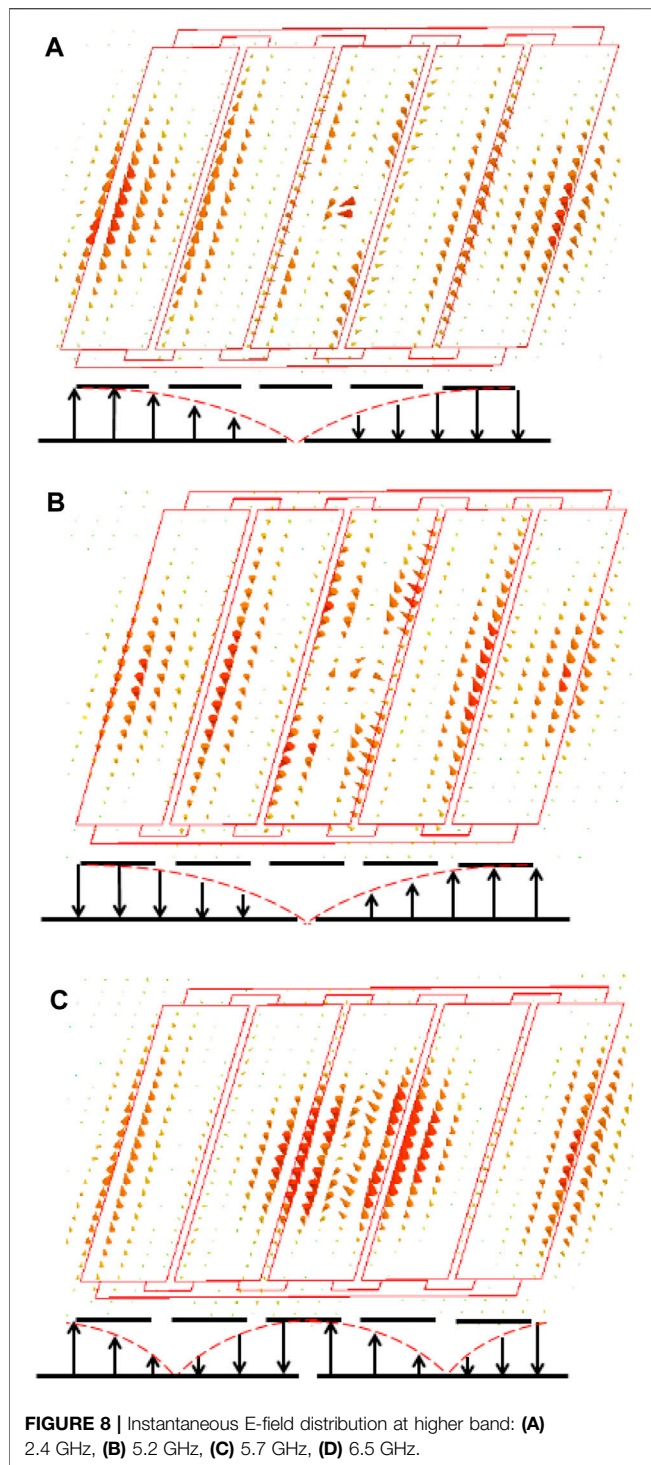 A
B
C
FIGURE 8 | Instantaneous E-field distribution at higher band: (A)
2.4 GHz, (B) 5.2 GHz, (C) 5.7 GHz, (D) 6.5 GHz.